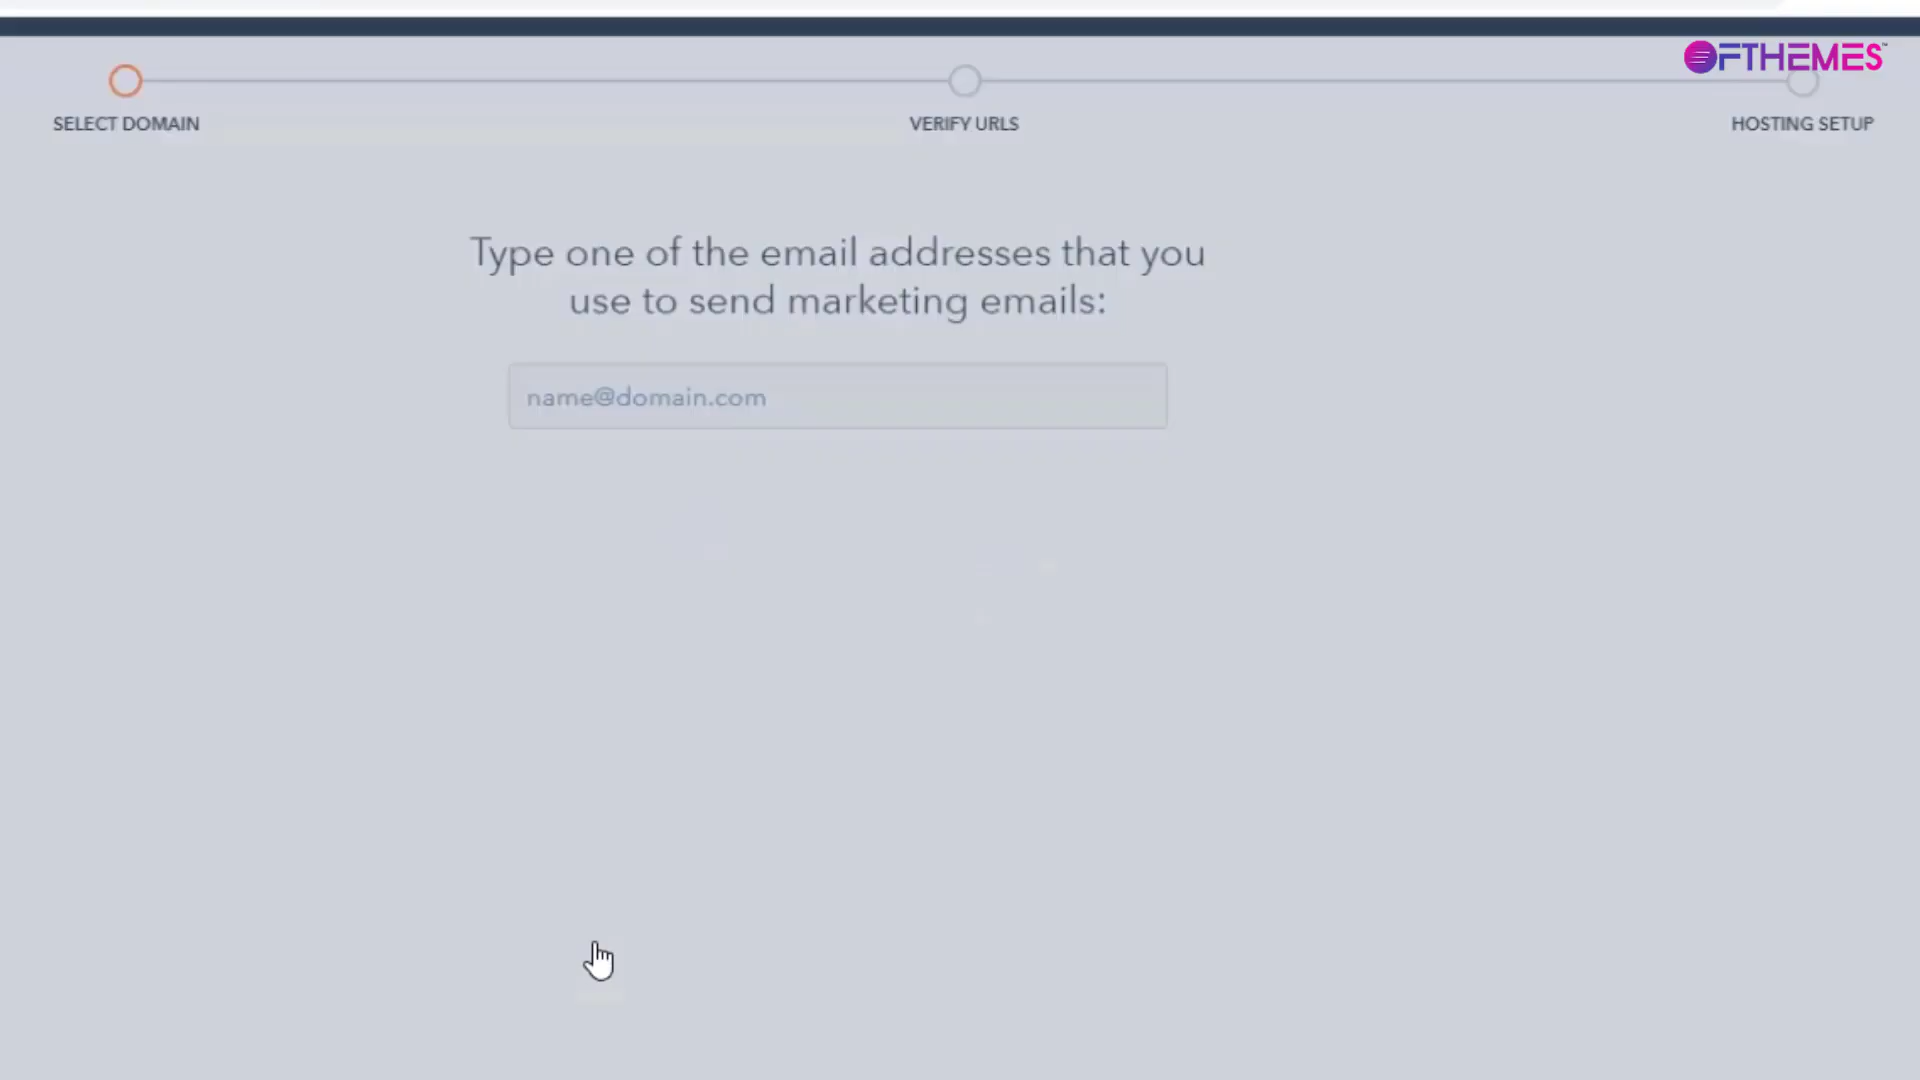 OFTHEMES™
SELECT DOMAIN
VERIFY URLS
HOSTING SETUP
Type one of the email addresses that you
use to send marketing emails:
name@domain.com